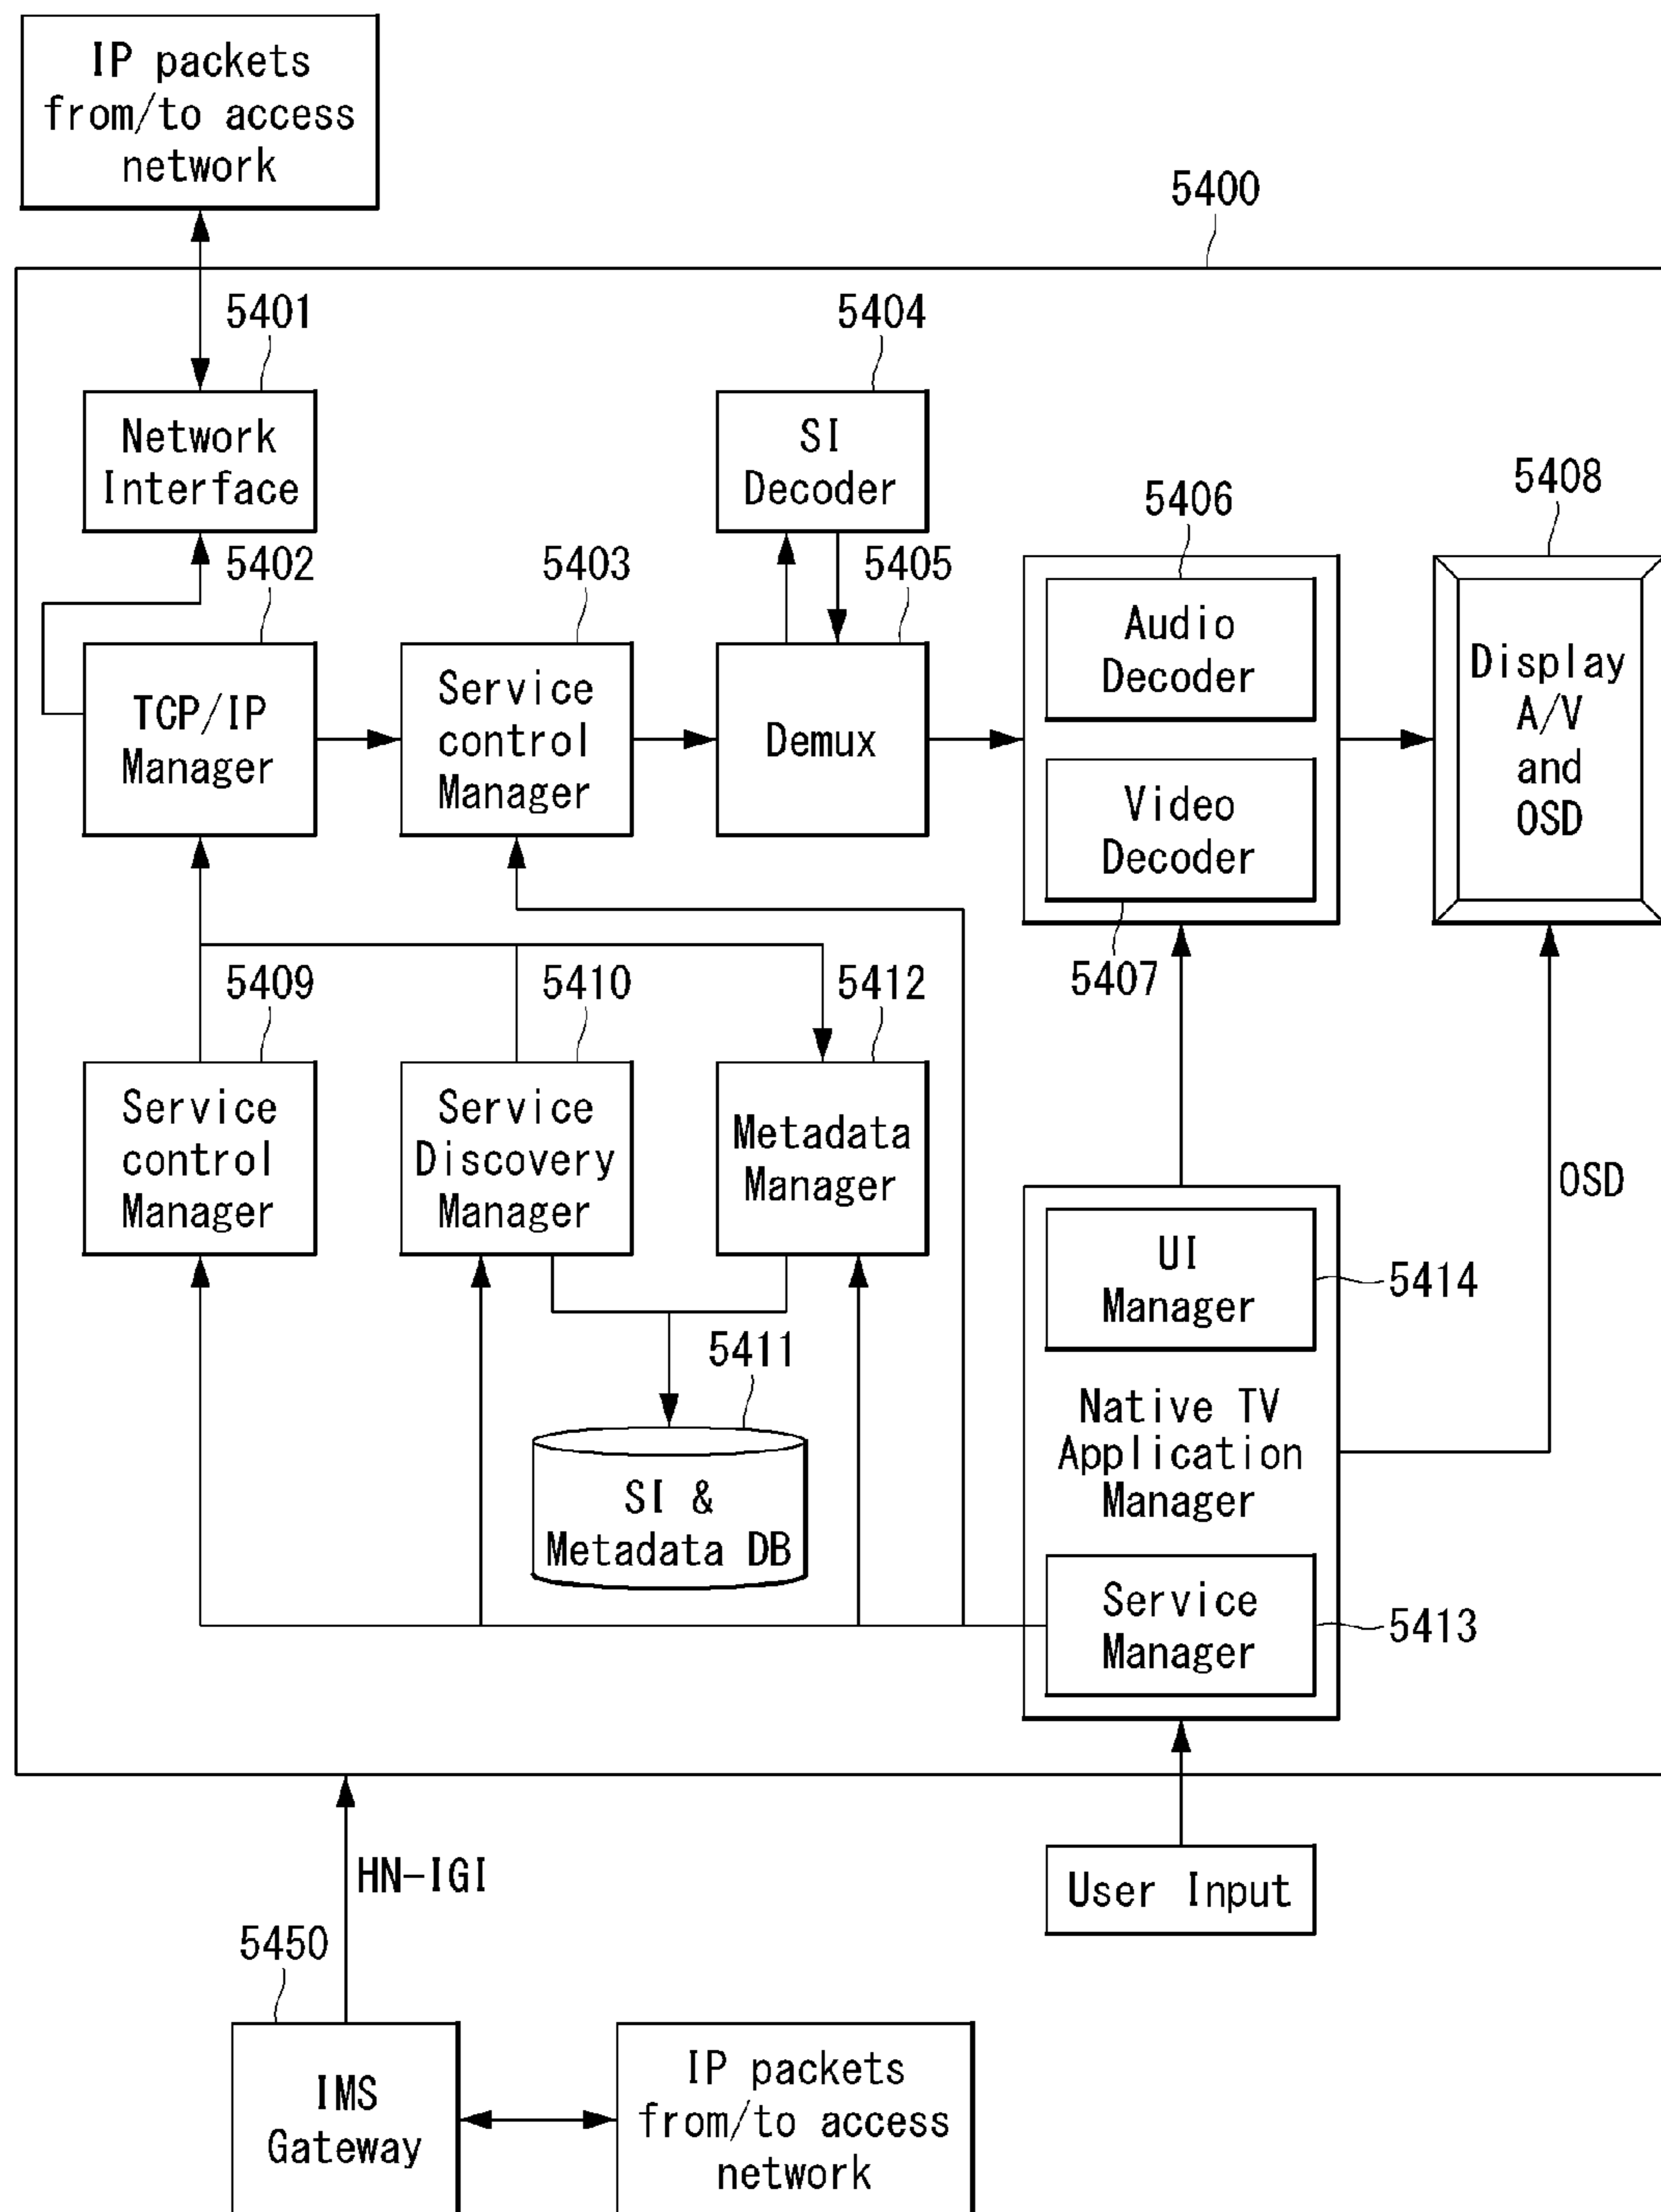 IP packets
from/to access
network
5400
5401
5404
Network
Interface
SI
Decoder
5406
5408
5402
5403
5405
Audio
Decoder
Display
A/V
and
OSD
TCP/IP
Manager
Service
control
Manager
Demux
Video
Decoder
5407
5409
5410
5412
Service
control
Manager
Service
Discovery
Manager
Metadata
Manager
OSD
UI
Manager
5414
5411
Native TV
Application
Manager
SI &
Metadata DB
Service
Manager
5413
HN-IGI
User Input
5450
IMS
Gateway
IP packets
from/to access
network